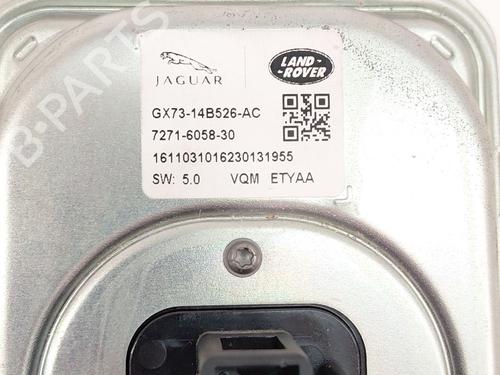 JAGUAR
LAND
ROVER
GX73-14B526-AC
7271-6058-30
1611031016230131955
SW: 5.0 VQM ETYAA
B-PARTS